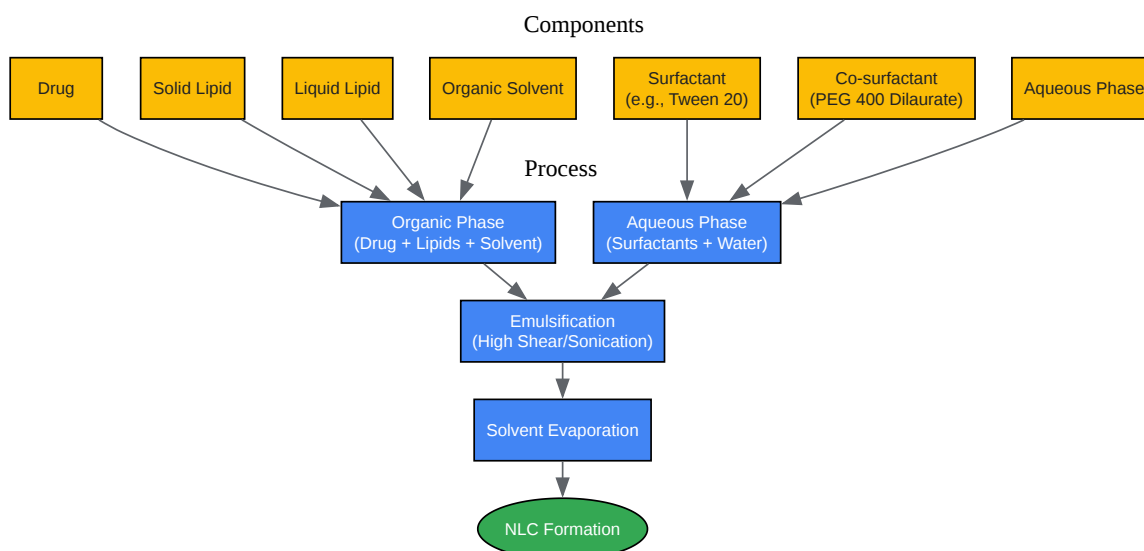 Components
Drug
Solid Lipid
Liquid Lipid
Organic Solvent
Surfactant
(e.g., Tween 20)
Co-surfactant
(PEG 400 Dilaurate)
Aqueous Phase
Process
Organic Phase
(Drug + Lipids + Solvent)
Aqueous Phase
(Surfactants + Water)
Emulsification
(High Shear/Sonication)
Solvent Evaporation
NLC Formation